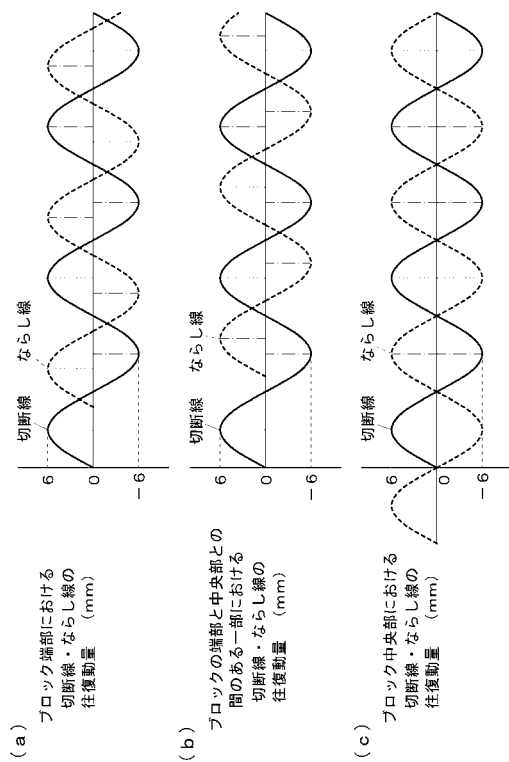 (a)
ブロック端部における
切断線・ならし線の
往復動量 (mm)
6
0
-6
切断線
ならし線
(b)
ブロックの端部と中央部との
間のある一部における
切断線・ならし線の
往復動量 (mm)
6
0
-6
切断線
ならし線
(c)
ブロック中央部における
切断線・ならし線の
往復動量 (mm)
6
0
-6
切断線
ならし線